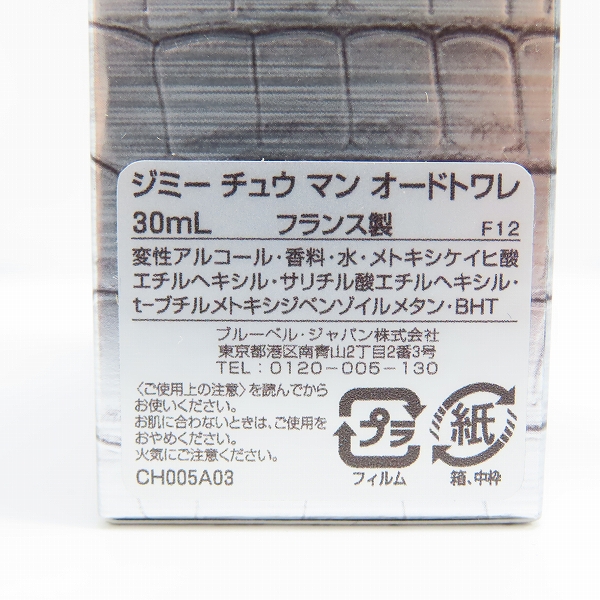 ジミー チュウ マン オードトワレ
30mL フランス製 F12
変性アルコール・香料・水・メトキシケイヒ酸
エチルヘキシル・サリチル酸エチルヘキシル・
t-ブチルメトキシジベンゾイルメタン・BHT
ブルーベル・ジャパン株式会社
東京都港区南青山2丁目2番3号
TEL：0120-005-130
〈ご使用上の注意〉を読んでから
お使いください。
お肌に合わないときは、ご使用を
おやめください。
火気にご注意ください。
CH005A03
プラ
フィルム
紙
箱、中枠